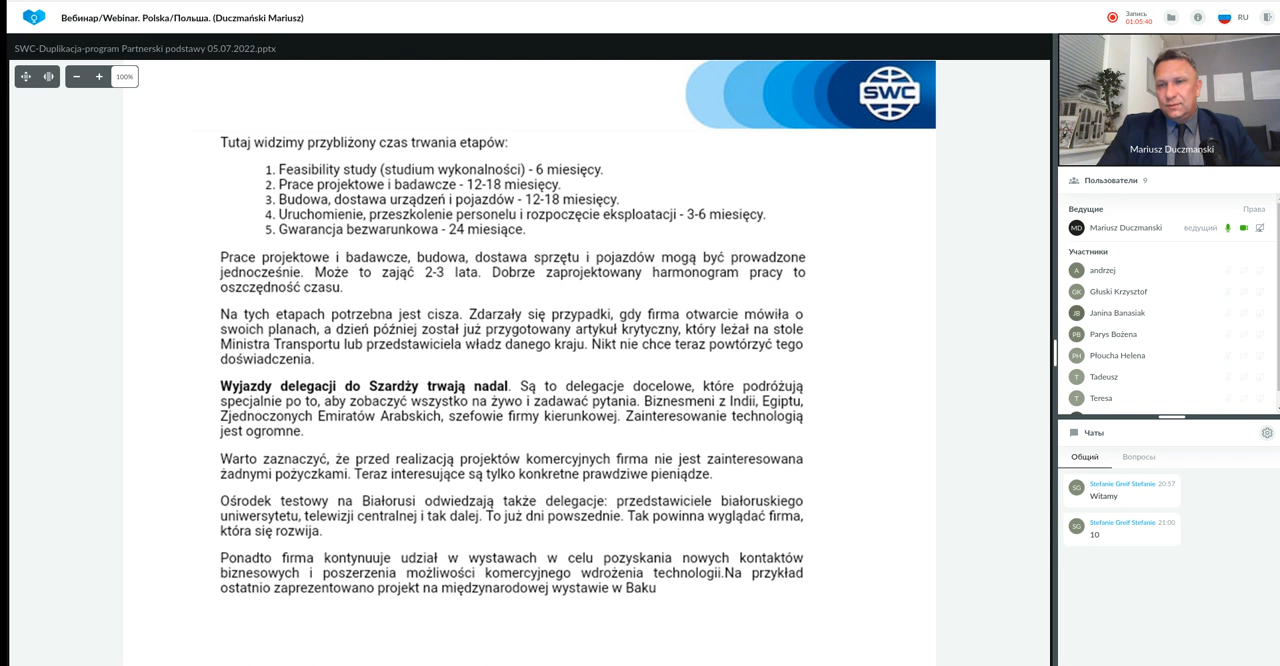 Вебинар/Webinar. Polska/Польша. (Duczmański Mariusz)
Запись
01:05:40
RU
SWC-Duplikacja-program Partnerski podstawy 05.07.2022.pptx
100%
SWC
Tutaj widzimy przybliżony czas trwania etapów:
1. Feasibility study (studium wykonalności) - 6 miesięcy.
2. Prace projektowe i badawcze - 12-18 miesięcy.
3. Budowa, dostawa urządzeń i pojazdów - 12-18 miesięcy.
4. Uruchomienie, przeszkolenie personelu i rozpoczęcie eksploatacji - 3-6 miesięcy.
5. Gwarancja bezwarunkowa - 24 miesiące.
Prace projektowe i badawcze, budowa, dostawa sprzętu i pojazdów mogą być prowadzone
jednocześnie. Może to zająć 2-3 lata. Dobrze zaprojektowany harmonogram pracy to
oszczędność czasu.
Na tych etapach potrzebna jest cisza. Zdarzały się przypadki, gdy firma otwarcie mówiła o
swoich planach, a dzień później został już przygotowany artykuł krytyczny, który leżał na stole
Ministra Transportu lub przedstawiciela władz danego kraju. Nikt nie chce teraz powtórzyć tego
doświadczenia.
Wyjazdy delegacji do Szardży trwają nadal. Są to delegacje docelowe, które podróżują
specjalnie po to, aby zobaczyć wszystko na żywo i zadawać pytania. Biznesmeni z Indii, Egiptu,
Zjednoczonych Emiratów Arabskich, szefowie firmy kierunkowej. Zainteresowanie technologią
jest ogromne.
Warto zaznaczyć, że przed realizacją projektów komercyjnych firma nie jest zainteresowana
żadnymi pożyczkami. Teraz interesujące są tylko konkretne prawdziwe pieniądze.
Ośrodek testowy na Białorusi odwiedzają także delegacje: przedstawiciele białoruskiego
uniwersytetu, telewizji centralnej i tak dalej. To już dni powszednie. Tak powinna wyglądać firma,
która się rozwija.
Ponadto firma kontynuuje udział w wystawach w celu pozyskania nowych kontaktów
biznesowych i poszerzenia możliwości komercyjnego wdrożenia technologii.Na przykład
ostatnio zaprezentowano projekt na międzynarodowej wystawie w Baku
Mariusz Duczmanski
Пользователи 9
Ведущие Права
MD Mariusz Duczmanski ведущий
Участники
A andrzej
GK Głuski Krzysztof
JB Janina Banasiak
PB Parys Bożena
PH Płoucha Helena
T Tadeusz
T Teresa
Чаты
Общий Вопросы
SG Stefanie Greif Stefanie 20:57
Witamy
SG Stefanie Greif Stefanie 21:00
10